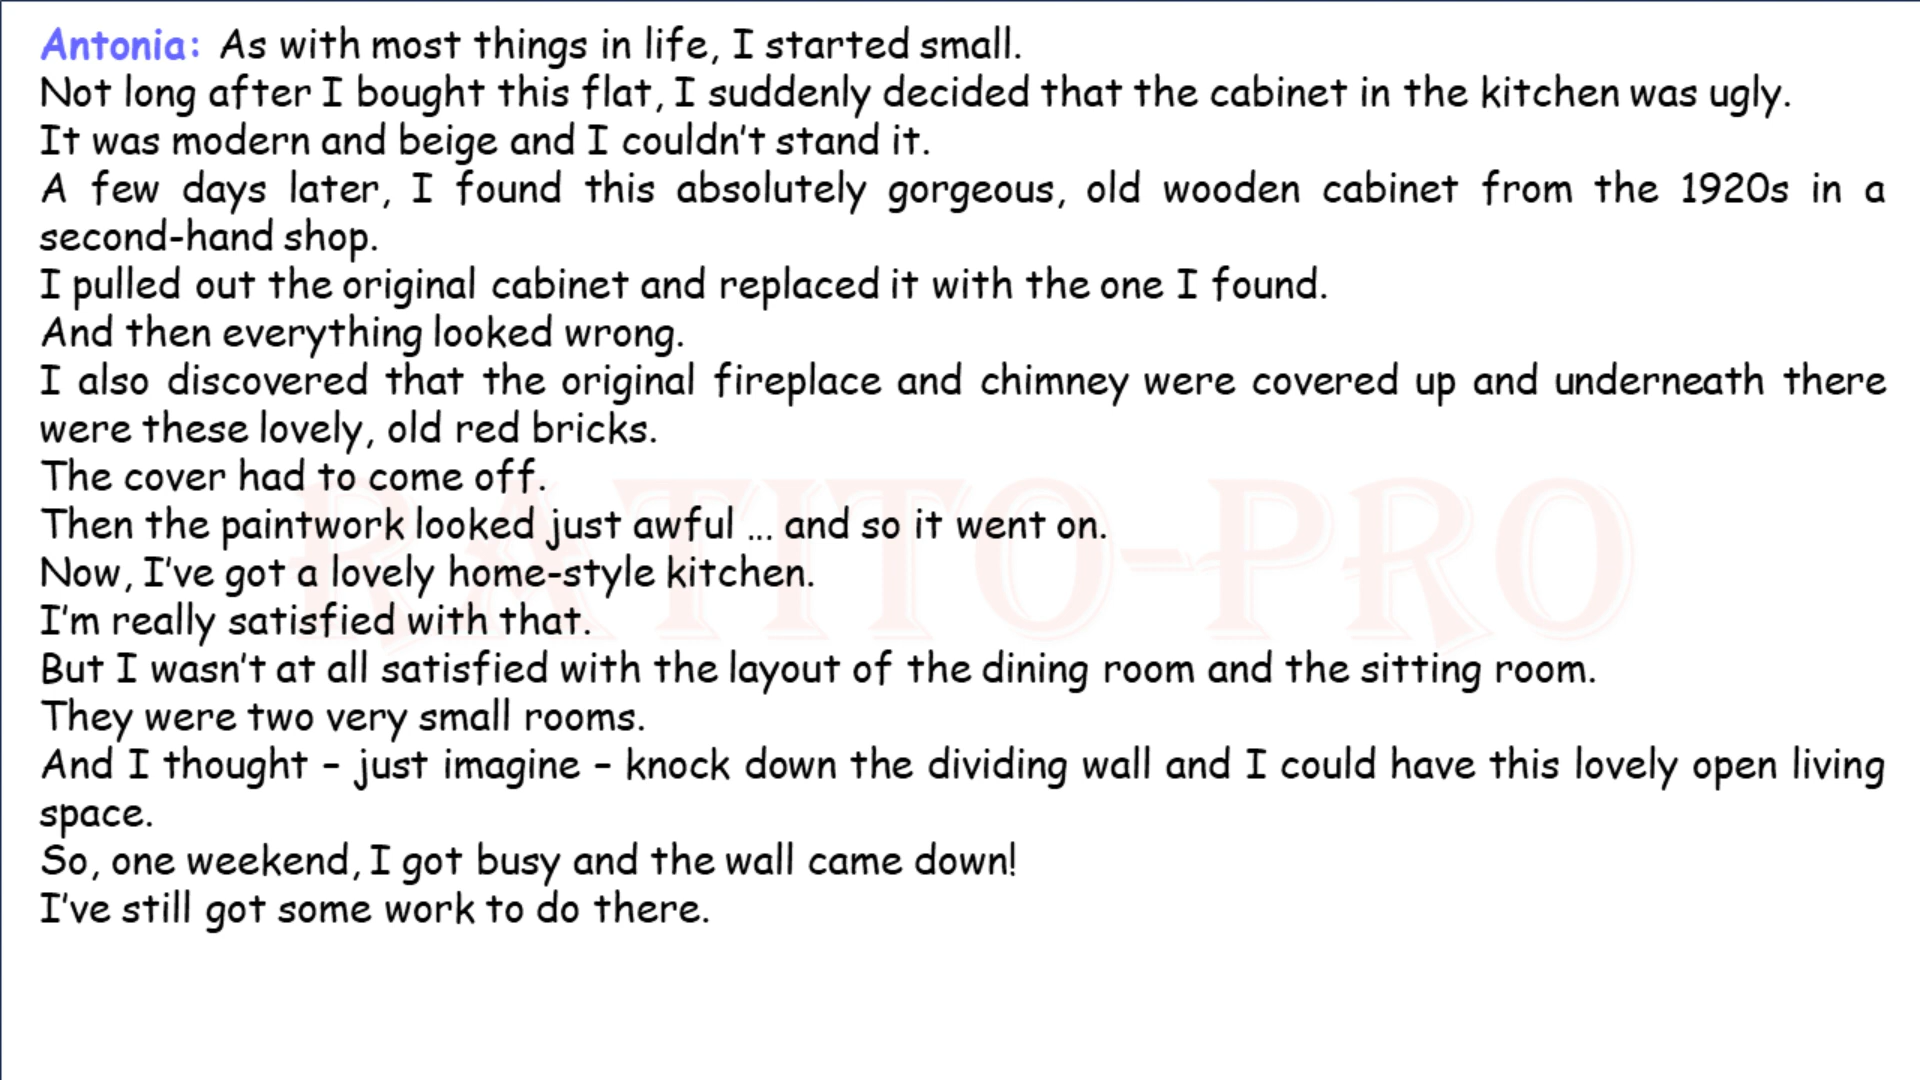 Antonia: As with most things in life, I started small.
Not long after I bought this flat, I suddenly decided that the cabinet in the kitchen was ugly.
It was modern and beige and I couldn't stand it.
A few days later, I found this absolutely gorgeous, old wooden cabinet from the 1920s in a
second-hand shop.
I pulled out the original cabinet and replaced it with the one I found.
And then everything looked wrong.
I also discovered that the original fireplace and chimney were covered up and underneath there
were these lovely, old red bricks.
The cover had to come off.
Then the paintwork looked just awful ... and so it went on.
Now, I've got a lovely home-style kitchen.
I'm really satisfied with that.
But I wasn't at all satisfied with the layout of the dining room and the sitting room.
They were two very small rooms.
And I thought – just imagine – knock down the dividing wall and I could have this lovely open living
space.
So, one weekend, I got busy and the wall came down!
I've still got some work to do there.
RATITO-PRO